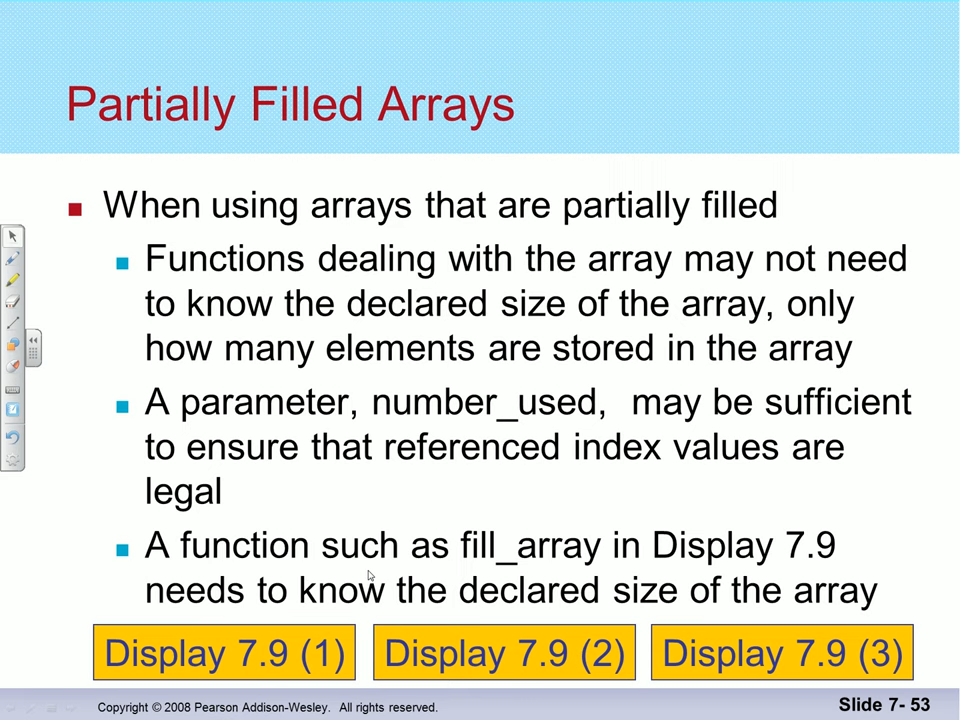 Partially Filled Arrays
When using arrays that are partially filled
Functions dealing with the array may not need
to know the declared size of the array, only
how many elements are stored in the array
A parameter, number_used, may be sufficient
to ensure that referenced index values are
legal
A function such as fill_array in Display 7.9
needs to know the declared size of the array
Display 7.9 (1)
Display 7.9 (2)
Display 7.9 (3)
Copyright © 2008 Pearson Addison-Wesley. All rights reserved.
Slide 7- 53